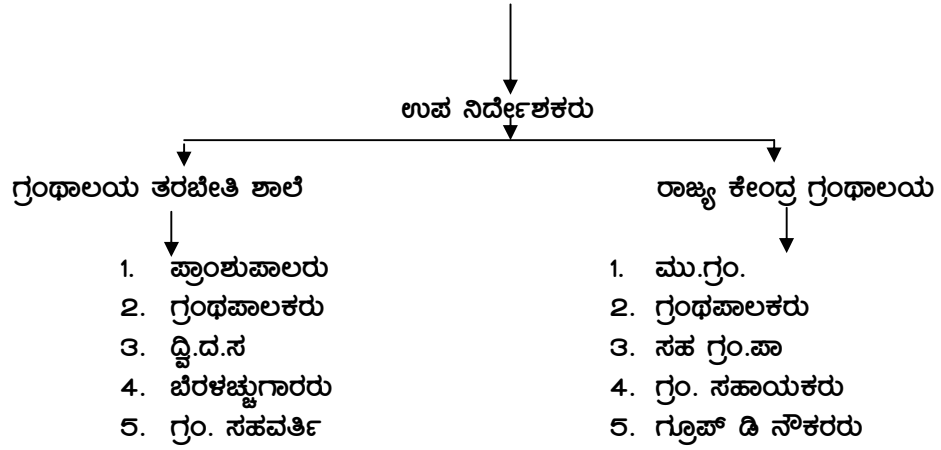 ಉಪ ನಿರ್ದೇಶಕರು
ಗ್ರಂಥಾಲಯ ತರಬೇತಿ ಶಾಲೆ
1. ಪ್ರಾಂಶುಪಾಲರು
2. ಗ್ರಂಥಪಾಲಕರು
3. ದ್ವಿ.ದ.ಸ
4. ಬೆರಳಚ್ಚುಗಾರರು
5. ಗ್ರಂ. ಸಹವರ್ತಿ
ರಾಜ್ಯ ಕೇಂದ್ರ ಗ್ರಂಥಾಲಯ
1. ಮು.ಗ್ರಂ.
2. ಗ್ರಂಥಪಾಲಕರು
3. ಸಹ ಗ್ರಂ.ಪಾ
4. ಗ್ರಂ. ಸಹಾಯಕರು
5. ಗ್ರೂಪ್ ಡಿ ನೌಕರರು